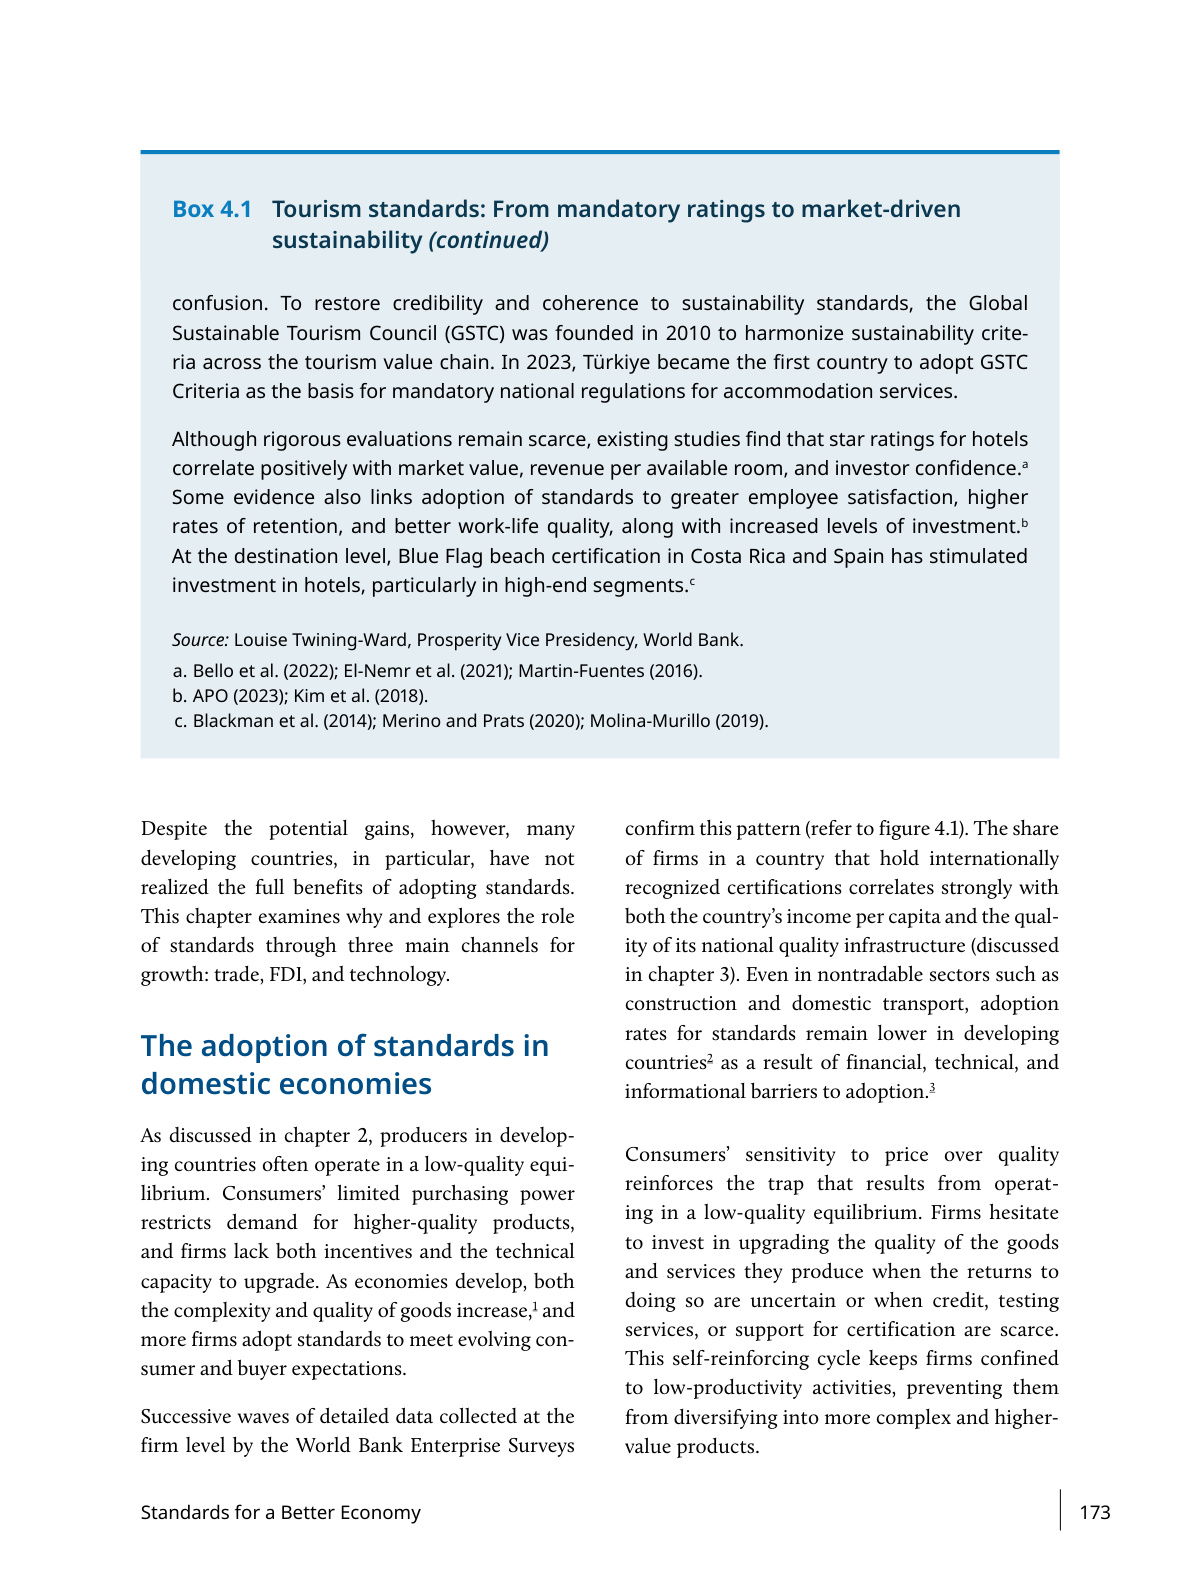 Box 4.1 Tourism standards: From mandatory ratings to market-driven
sustainability (continued)
confusion. To restore credibility and coherence to sustainability standards, the Global
Sustainable Tourism Council (GSTC) was founded in 2010 to harmonize sustainability crite-
ria across the tourism value chain. In 2023, Türkiye became the first country to adopt GSTC
Criteria as the basis for mandatory national regulations for accommodation services.
Although rigorous evaluations remain scarce, existing studies find that star ratings for hotels
correlate positively with market value, revenue per available room, and investor confidence.ᵃ
Some evidence also links adoption of standards to greater employee satisfaction, higher
rates of retention, and better work-life quality, along with increased levels of investment.ᵇ
At the destination level, Blue Flag beach certification in Costa Rica and Spain has stimulated
investment in hotels, particularly in high-end segments.ᶜ
Source: Louise Twining-Ward, Prosperity Vice Presidency, World Bank.
a. Bello et al. (2022); El-Nemr et al. (2021); Martin-Fuentes (2016).
b. APO (2023); Kim et al. (2018).
c. Blackman et al. (2014); Merino and Prats (2020); Molina-Murillo (2019).
Despite the potential gains, however, many
developing countries, in particular, have not
realized the full benefits of adopting standards.
This chapter examines why and explores the role
of standards through three main channels for
growth: trade, FDI, and technology.
The adoption of standards in
domestic economies
As discussed in chapter 2, producers in develop-
ing countries often operate in a low-quality equi-
librium. Consumers’ limited purchasing power
restricts demand for higher-quality products,
and firms lack both incentives and the technical
capacity to upgrade. As economies develop, both
the complexity and quality of goods increase,¹ and
more firms adopt standards to meet evolving con-
sumer and buyer expectations.
Successive waves of detailed data collected at the
firm level by the World Bank Enterprise Surveys
confirm this pattern (refer to figure 4.1). The share
of firms in a country that hold internationally
recognized certifications correlates strongly with
both the country’s income per capita and the qual-
ity of its national quality infrastructure (discussed
in chapter 3). Even in nontradable sectors such as
construction and domestic transport, adoption
rates for standards remain lower in developing
countries² as a result of financial, technical, and
informational barriers to adoption.³
Consumers’ sensitivity to price over quality
reinforces the trap that results from operat-
ing in a low-quality equilibrium. Firms hesitate
to invest in upgrading the quality of the goods
and services they produce when the returns to
doing so are uncertain or when credit, testing
services, or support for certification are scarce.
This self-reinforcing cycle keeps firms confined
to low-productivity activities, preventing them
from diversifying into more complex and higher-
value products.
Standards for a Better Economy
173